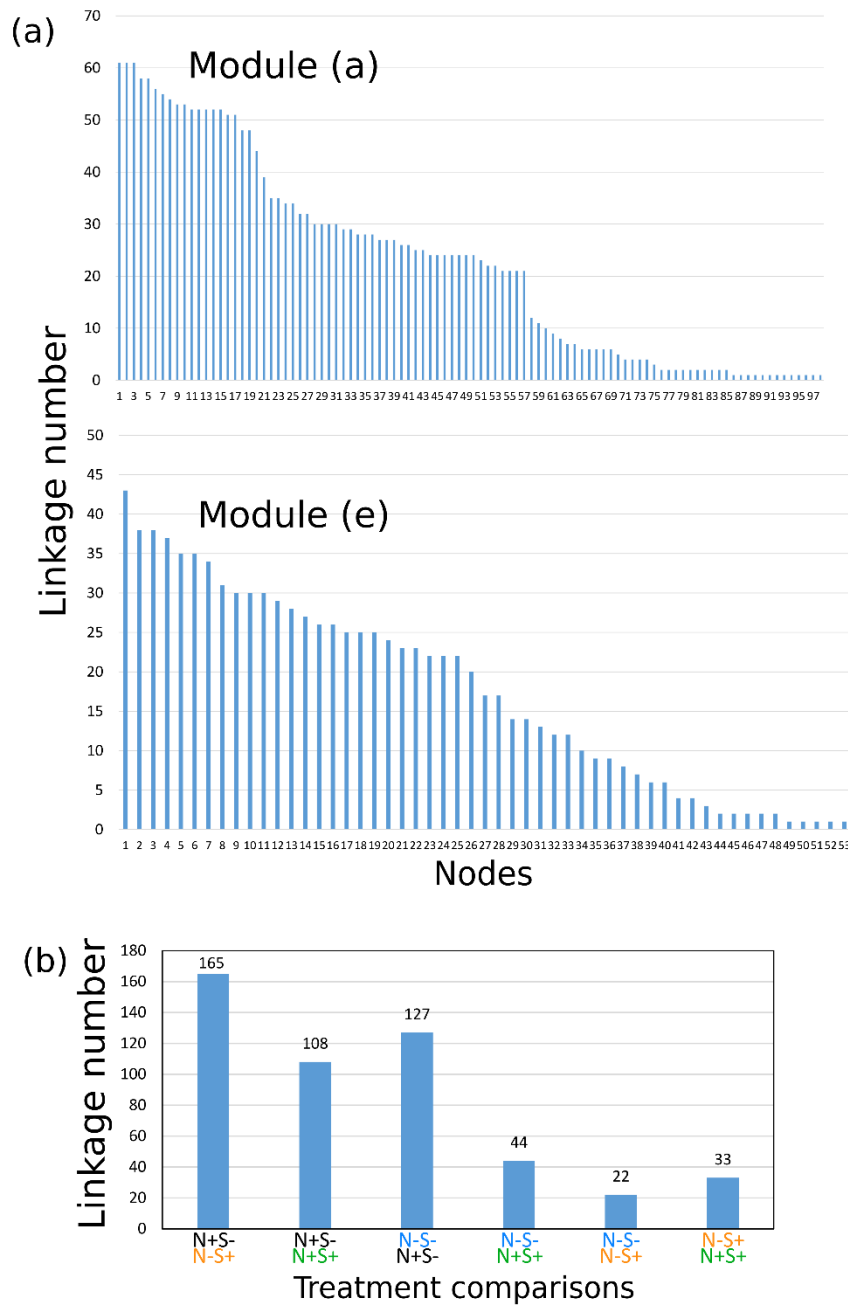 (a)
Module (a)
Linkage number
70
60
50
40
30
20
10
0
1 3 5 7 9 11 13 15 17 19 21 23 25 27 29 31 33 35 37 39 41 43 45 47 49 51 53 55 57 59 61 63 65 67 69 71 73 75 77 79 81 83 85 87 89 91 93 95 97
Module (e)
50
45
40
35
30
25
20
15
10
5
0
1 2 3 4 5 6 7 8 9 10 11 12 13 14 15 16 17 18 19 20 21 22 23 24 25 26 27 28 29 30 31 32 33 34 35 36 37 38 39 40 41 42 43 44 45 46 47 48 49 50 51 52 53
Nodes
(b)
Linkage number
180
160
140
120
100
80
60
40
20
0
165 108 127 44 22 33
N+S- N+S- N-S- N-S- N-S- N-S+
N-S+ N+S+ N+S- N+S+ N-S+ N+S+
Treatment comparisons